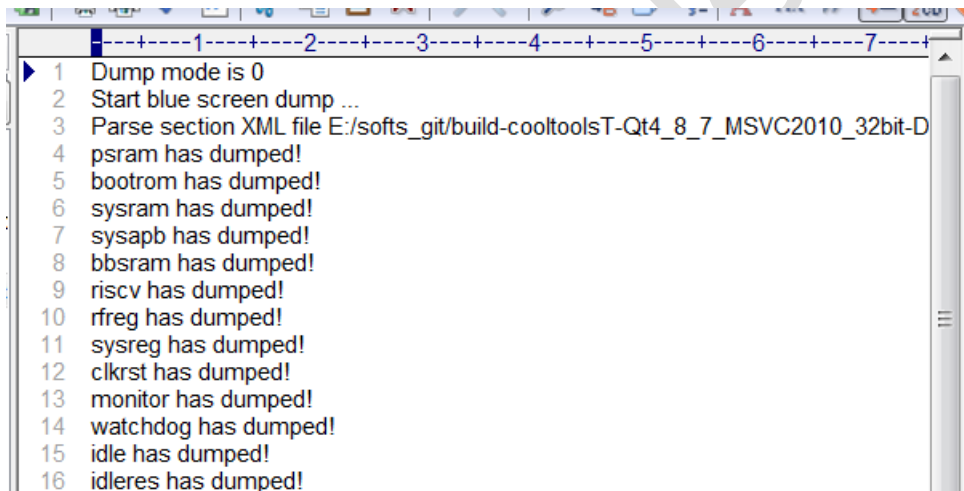 ----+----1----+----2----+----3----+----4----+----5----+----6----+----7----+
1 Dump mode is 0
2 Start blue screen dump ...
3 Parse section XML file E:/softs_git/build-cooltoolsT-Qt4_8_7_MSVC2010_32bit-D
4 psram has dumped!
5 bootrom has dumped!
6 sysram has dumped!
7 sysapb has dumped!
8 bbsram has dumped!
9 riscv has dumped!
10 rfreg has dumped!
11 sysreg has dumped!
12 clkrst has dumped!
13 monitor has dumped!
14 watchdog has dumped!
15 idle has dumped!
16 idleres has dumped!